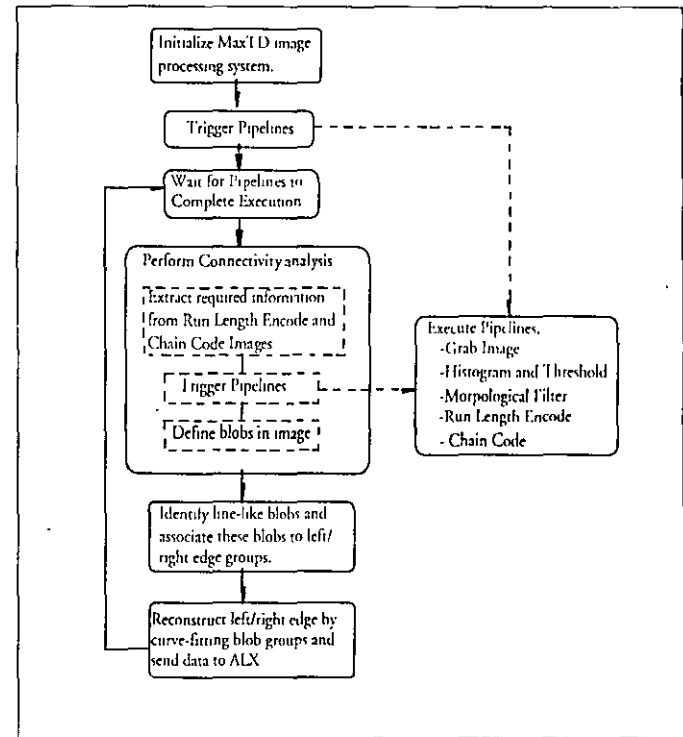 Initialize MaxTD image
processing system.
Trigger Pipelines
Wait for Pipelines to
Complete Execution
Perform Connectivity analysis
Extract required information
from Run Length Encode and
Chain Code Images
Trigger Pipelines
Define blobs in image
Execute Pipelines.
-Grab Image
-Histogram and Threshold
-Morpological Filter
-Run Length Encode
- Chain Code
Identify line-like blobs and
associate these blobs to left/
right edge groups.
Reconstruct left/right edge by
curve-fitting blob groups and
send data to ALX